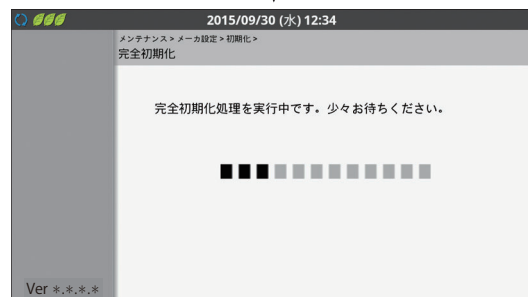 2015/09/30 (水) 12:34
メンテナンス > メーカ設定 > 初期化 >
完全初期化
完全初期化処理を実行中です。少々お待ちください。
Ver *.*.*.*